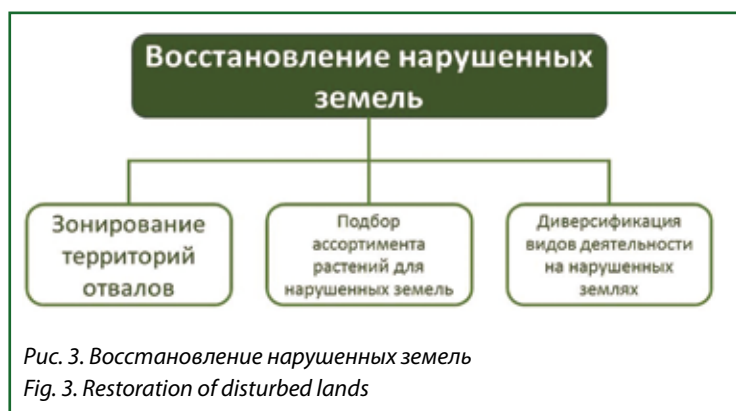 Восстановление нарушенных
земель
Зонирование
территорий
отвалов
Подбор
ассортимента
растений для
нарушенных земель
Диверсификация
видов деятельности
на нарушенных
землях
Рис. 3. Восстановление нарушенных земель
Fig. 3. Restoration of disturbed lands